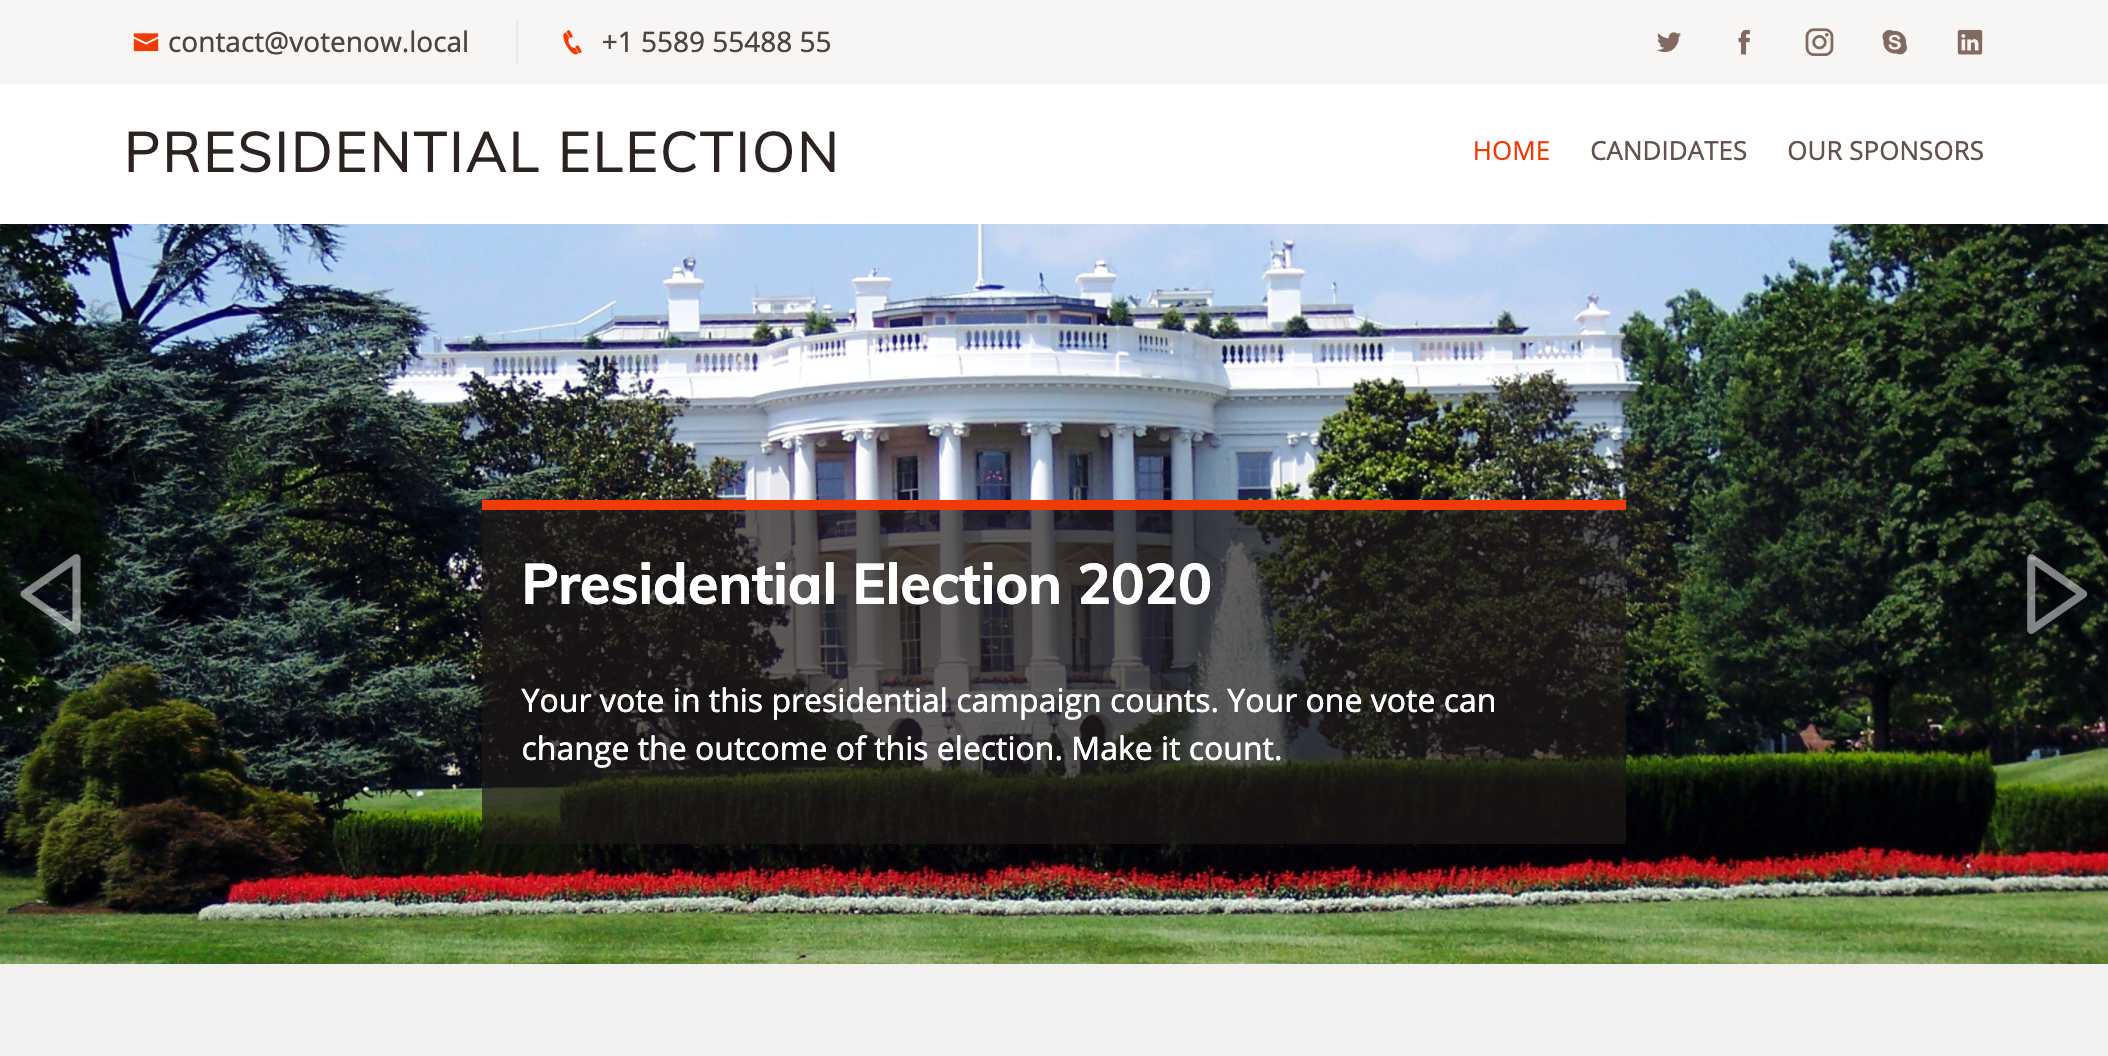 contact@votenow.local
+1 5589 55488 55
PRESIDENTIAL ELECTION
HOME
CANDIDATES
OUR SPONSORS
Presidential Election 2020
Your vote in this presidential campaign counts. Your one vote can
change the outcome of this election. Make it count.